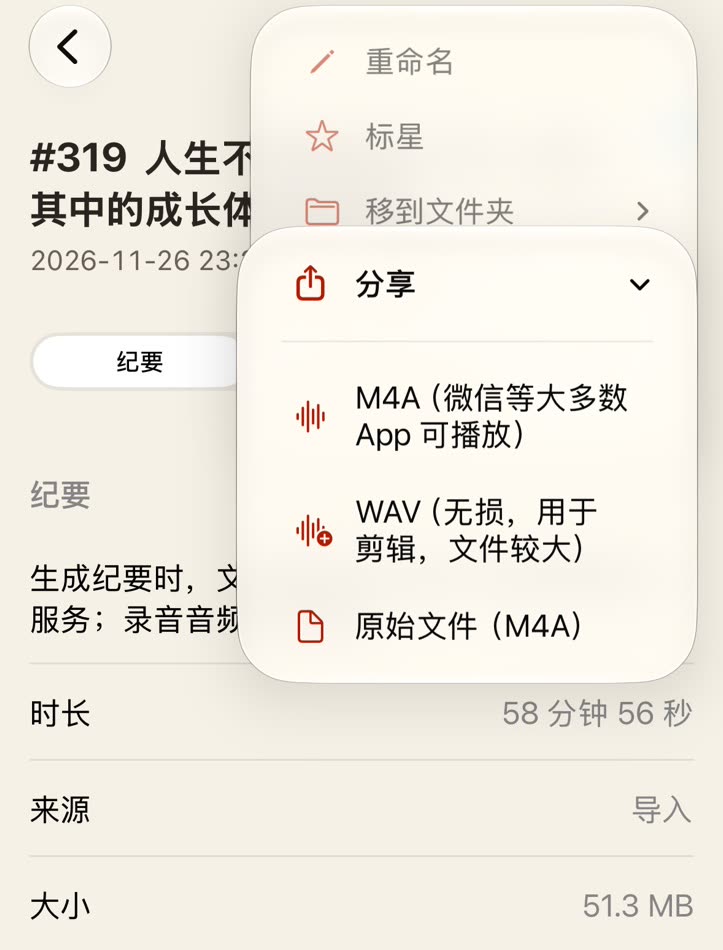 重命名
标星
移到文件夹
#319 人生不
其中的成长体
2026-11-26 23:
分享
纪要
M4A（微信等大多数
App 可播放）
纪要
WAV（无损，用于
剪辑，文件较大）
生成纪要时，文
服务；录音音频
原始文件（M4A）
时长
58 分钟 56 秒
来源
导入
大小
51.3 MB